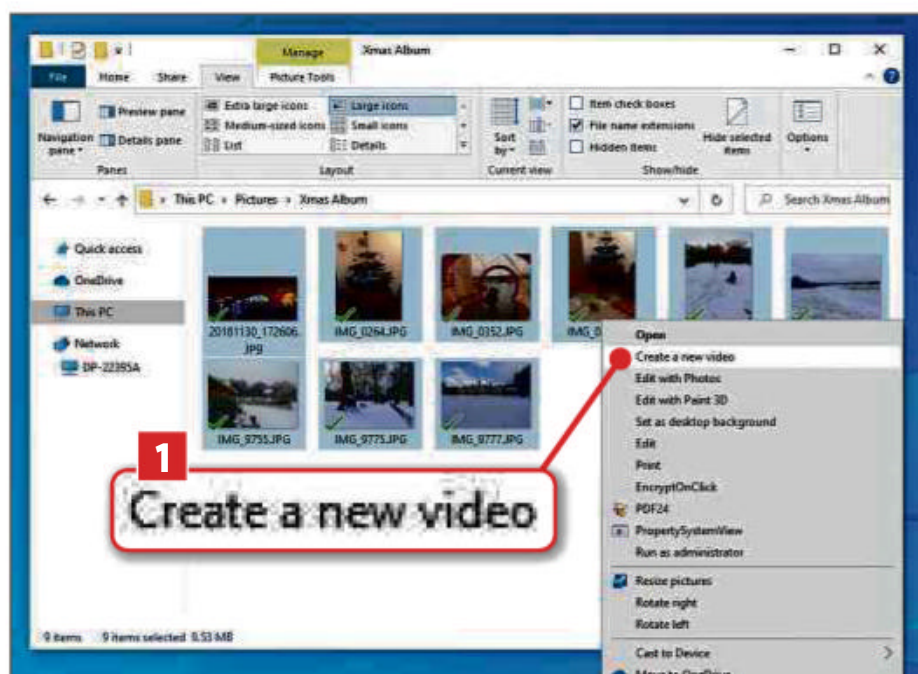 Manage Xmas Album
File Home Share View Picture Tools
Preview pane
Details pane
Navigation pane
Panes
Extra large icons Large icons
Medium-sized icons Small icons
List Details
Layout
Sort by
Current view
Item check boxes
File name extensions
Hidden items
Hide selected items
Show/hide
Options
This PC Pictures Xmas Album
Search Xmas Album
Quick access
OneDrive
This PC
Network
DP-22395A
20181130_172606.JPG
IMG_0264.JPG
IMG_0352.JPG
IMG_0
IMG_9755.JPG
IMG_9775.JPG
IMG_9777.JPG
1
Create a new video
Open
Create a new video
Edit with Photos
Edit with Paint 3D
Set as desktop background
Edit
Print
EncryptOnClick
PDF24
PropertySystemView
Run as administrator
Resize pictures
Rotate right
Rotate left
Cast to Device
Move to OneDrive
9 items 9 items selected 8.53 MB